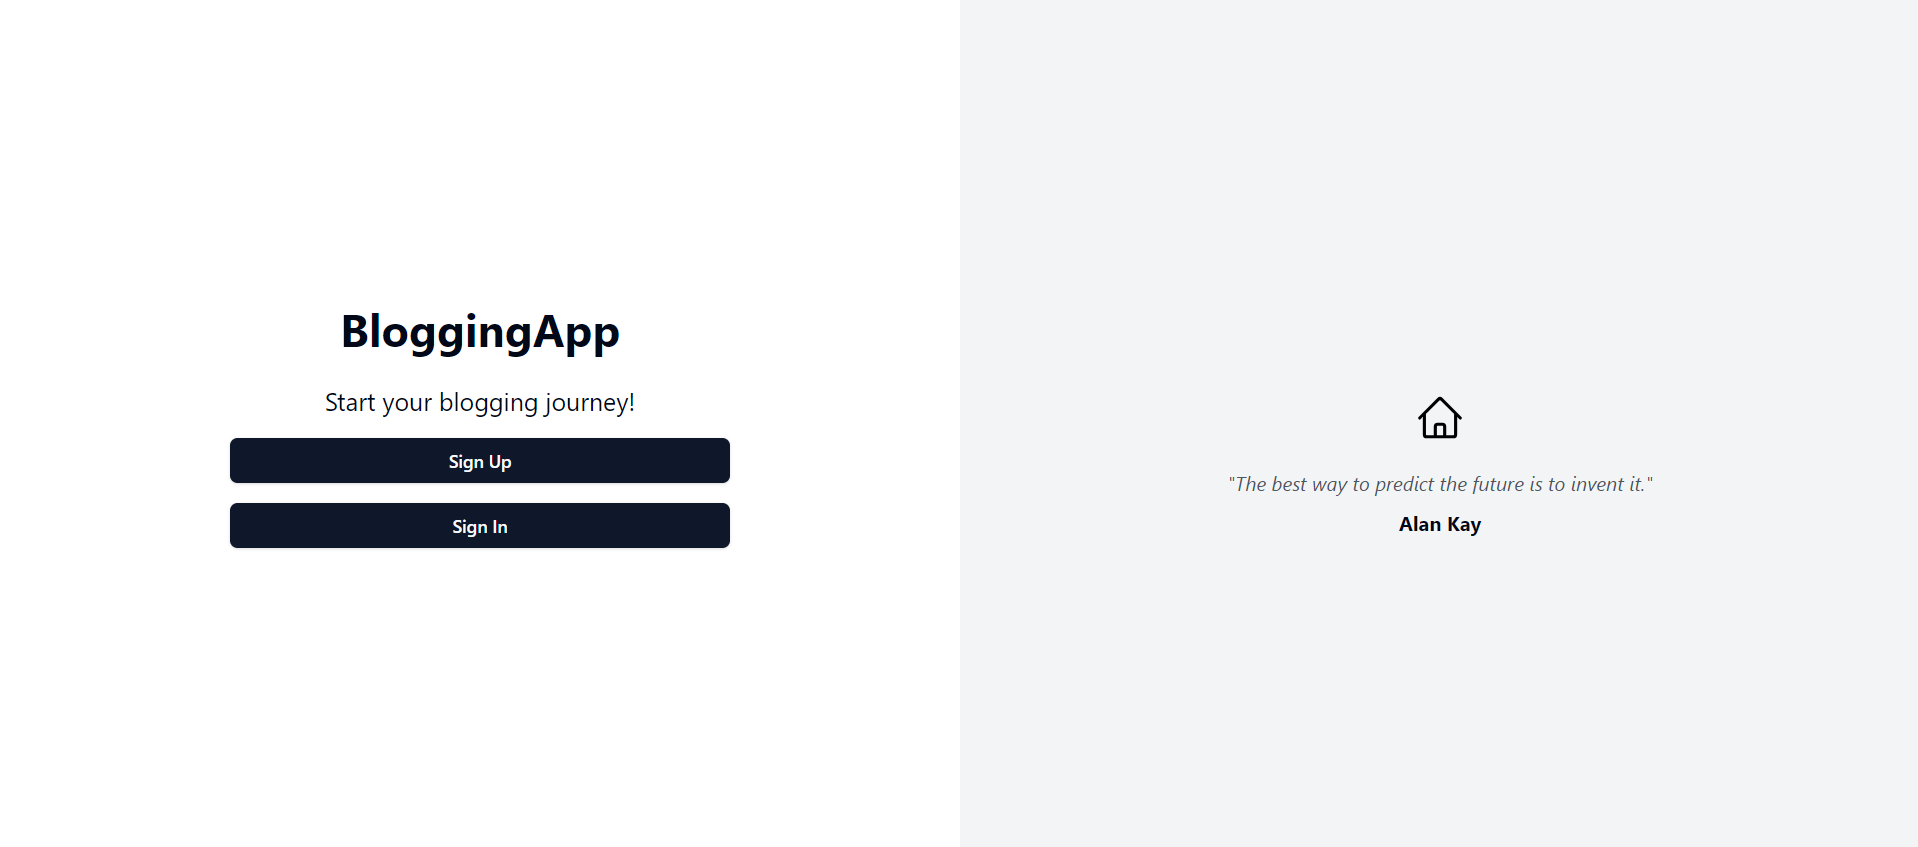 BloggingApp
Start your blogging journey!
Sign Up
Sign In
"The best way to predict the future is to invent it."
Alan Kay